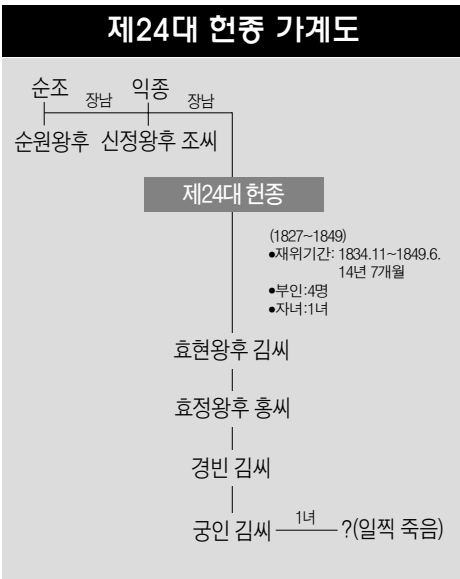 제24대 헌종 가계도
순조 장남 익종 장남
순원왕후 신정왕후 조씨
제24대 헌종
(1827~1849)
●재위기간: 1834.11~1849.6.
14년 7개월
●부인:4명
●자녀:1녀
효현왕후 김씨
효정왕후 홍씨
경빈 김씨
궁인 김씨 1녀 ?(일찍 죽음)